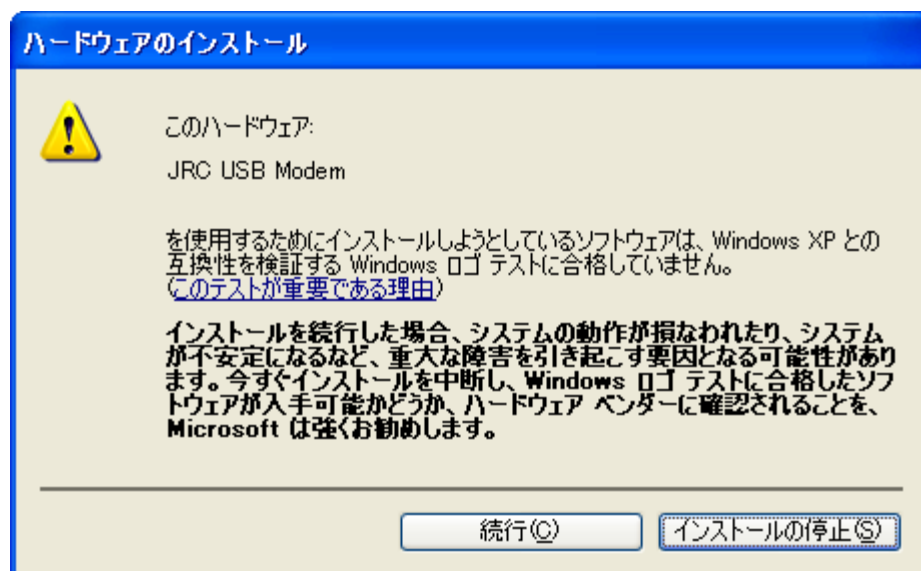 ハードウェアのインストール
このハードウェア:
JRC USB Modem
を使用するためにインストールしようとしているソフトウェアは、Windows XP との
互換性を検証する Windows ロゴ テストに合格していません。
(このテストが重要である理由)
インストールを続行した場合、システムの動作が損なわれたり、システム
が不安定になるなど、重大な障害を引き起こす要因となる可能性があり
ます。今すぐインストールを中断し、Windows ロゴ テストに合格したソフ
トウェアが入手可能かどうか、ハードウェア ベンダーに確認されることを、
Microsoft は強くお勧めします。
続行(C)
インストールの停止(S)